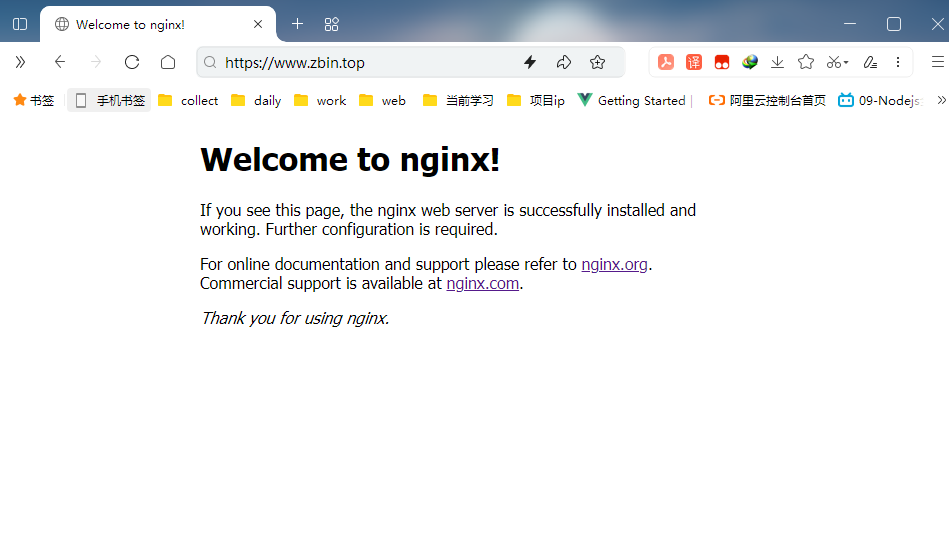 Welcome to nginx!
https://www.zbin.top
译
书签 手机书签 collect daily work web 当前学习 项目ip Getting Started | 阿里云控制台首页 09-Nodejs
Welcome to nginx!
If you see this page, the nginx web server is successfully installed and
working. Further configuration is required.
For online documentation and support please refer to nginx.org.
Commercial support is available at nginx.com.
Thank you for using nginx.